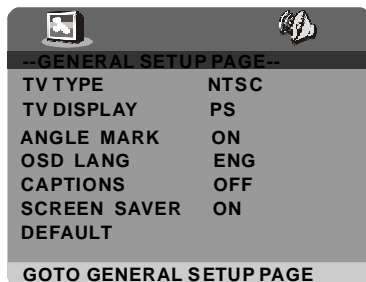 --GENERAL SETUP PAGE--
TV TYPE NTSC
TV DISPLAY PS
ANGLE MARK ON
OSD LANG ENG
CAPTIONS OFF
SCREEN SAVER ON
DEFAULT
GOTO GENERAL SETUP PAGE